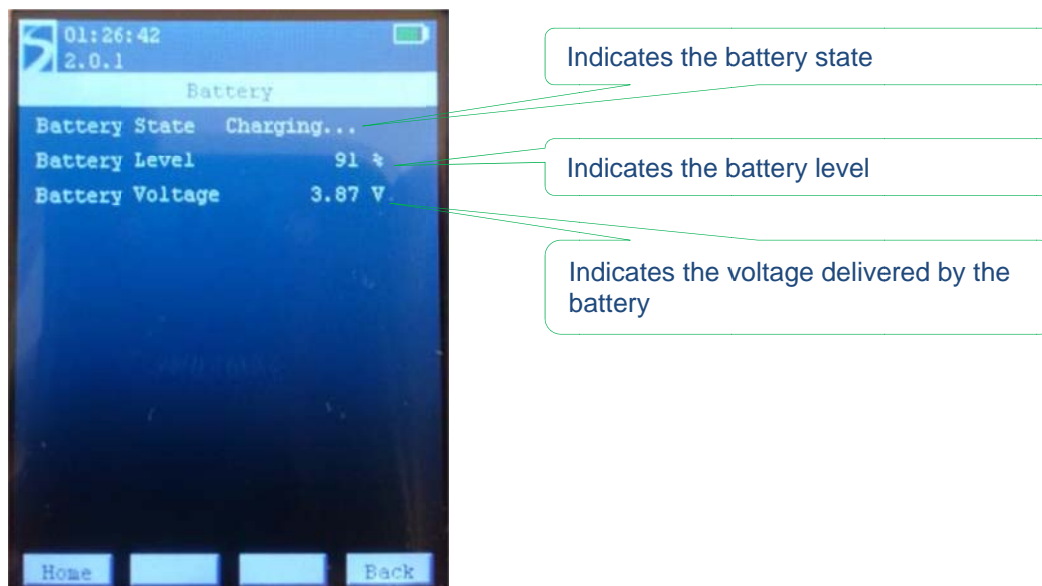 01:26:42
2.0.1
Battery
Battery State Charging...
Battery Level 91 %
Battery Voltage 3.87 V
Home Back
Indicates the battery state
Indicates the battery level
Indicates the voltage delivered by the
battery